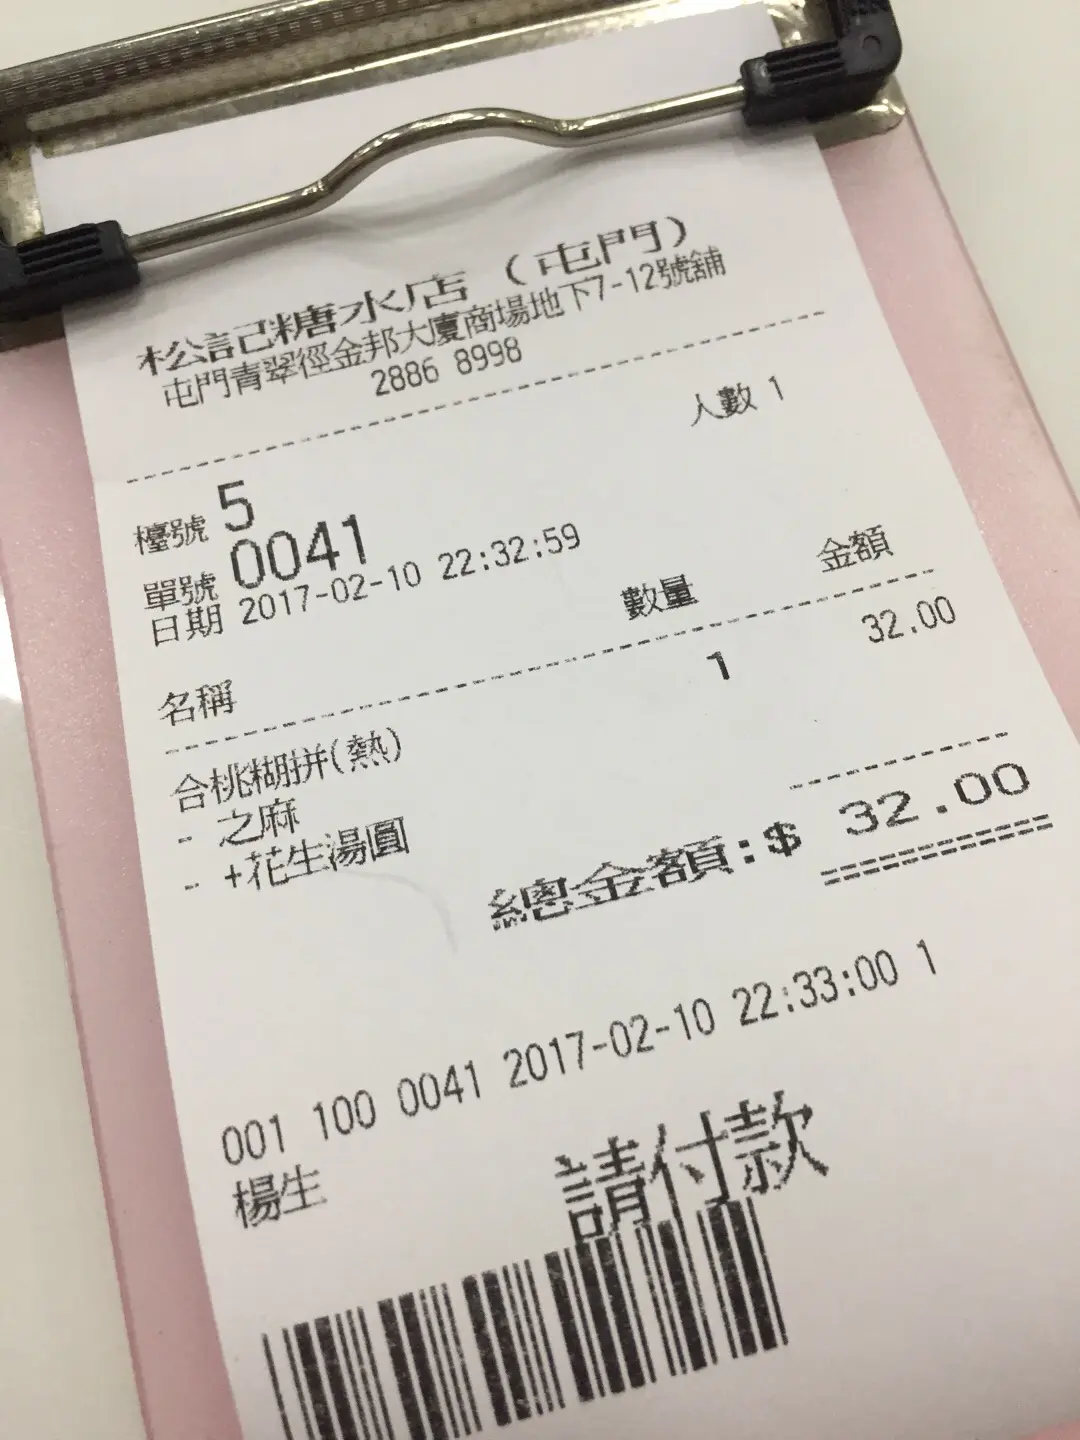 松記糖水店（屯門）
屯門青翠徑金邦大廈商場地下7-12號舖
2886 8998
人數 1
檯號 5
單號 0041
日期 2017-02-10 22:32:59
名稱 數量 金額
合桃糊拼(熱) 1 32.00
- 之麻
- +花生湯圓
總金額:$ 32.00
001 100 0041 2017-02-10 22:33:00 1
楊生
請付款